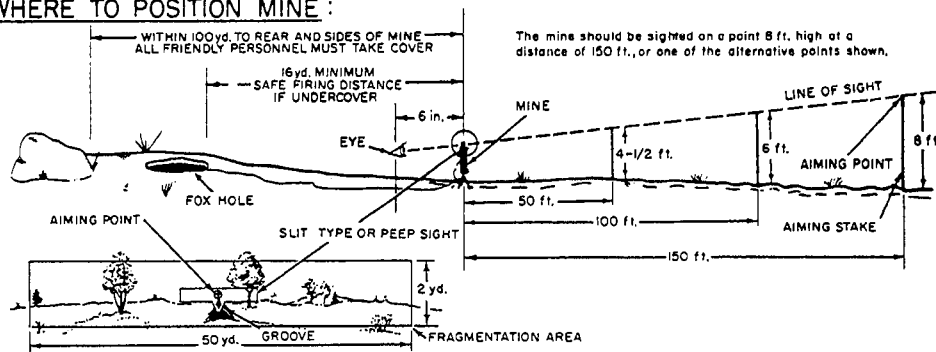 WHERE TO POSITION MINE:
WITHIN 100yd. TO REAR AND SIDES OF MINE
ALL FRIENDLY PERSONNEL MUST TAKE COVER
The mine should be sighted on a point 8 ft. high at a
distance of 150 ft., or one of the alternative points shown.
16yd. MINIMUM
SAFE FIRING DISTANCE
IF UNDERCOVER
6 in.
MINE
LINE OF SIGHT
EYE
4-1/2 ft.
6 ft.
AIMING POINT
8 ft.
FOX HOLE
50 ft.
100 ft.
AIMING STAKE
AIMING POINT
SLIT TYPE OR PEEP SIGHT
150 ft.
2 yd.
GROOVE
FRAGMENTATION AREA
50 yd.